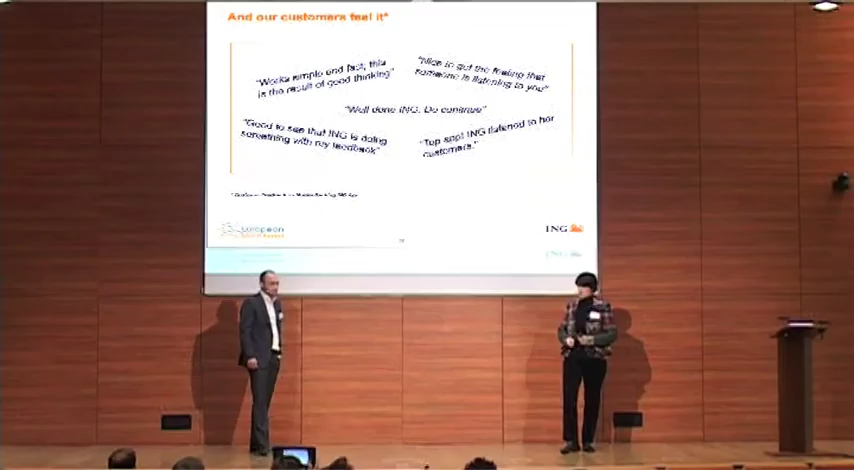 And our customers feel it*
"Works simple and fast; this
is the result of good thinking"
"Nice to get the feeling that
someone is listening to you"
"Well done ING. Do continue"
"Good to see that ING is doing
something with my feedback"
"Top app! ING listened to her
customers."
European
ING
ING